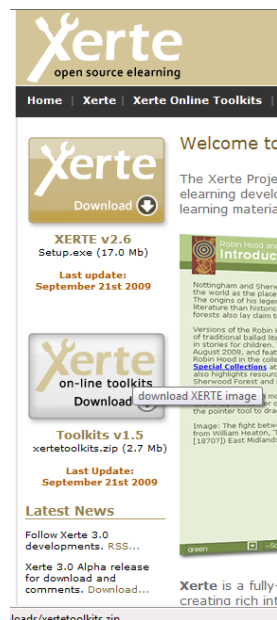 Xerte
open source elearning
Home | Xerte | Xerte Online Toolkits |
Xerte
Download
XERTE v2.6
Setup.exe (17.0 Mb)
Last update:
September 21st 2009
Xerte
on-line toolkits
Download
download XERTE image
Toolkits v1.5
xertetoolkits.zip (2.7 Mb)
Last Update:
September 21st 2009
Latest News
Follow Xerte 3.0
developments. RSS...
Xerte 3.0 Alpha release
for download and
comments. Download...
Welcome to
The Xerte Proje
elearning develo
learning materia
Robin Hood and
Introduc
Nottingham and Sherw
the world as the place
The origins of his legen
literature than historic
forests also lay claim t
Versions of the Robin H
of traditional ballad lite
in stories for children.
August 2008, and feat
Robin Hood in the colle
Special Collections at
also highlights resourc
Sherwood Forest and i
the pointer tool to dra
Image: The fight betw
from William Heaton, 'T
[1870?]) East Midlands
green
Xerte is a fully-
creating rich int
loads/xertetoolkits.zip